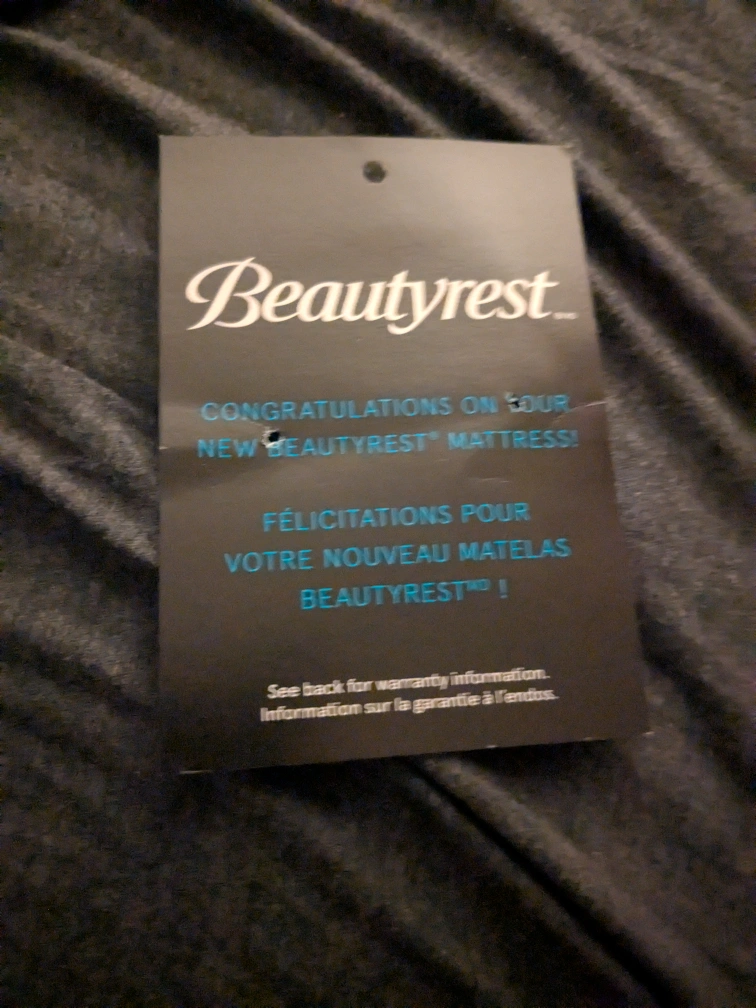 Beautyrest
CONGRATULATIONS ON YOUR
NEW BEAUTYREST® MATTRESS!
FÉLICITATIONS POUR
VOTRE NOUVEAU MATELAS
BEAUTYREST MD !
See back for warranty information.
Information sur la garantie à l'endos.